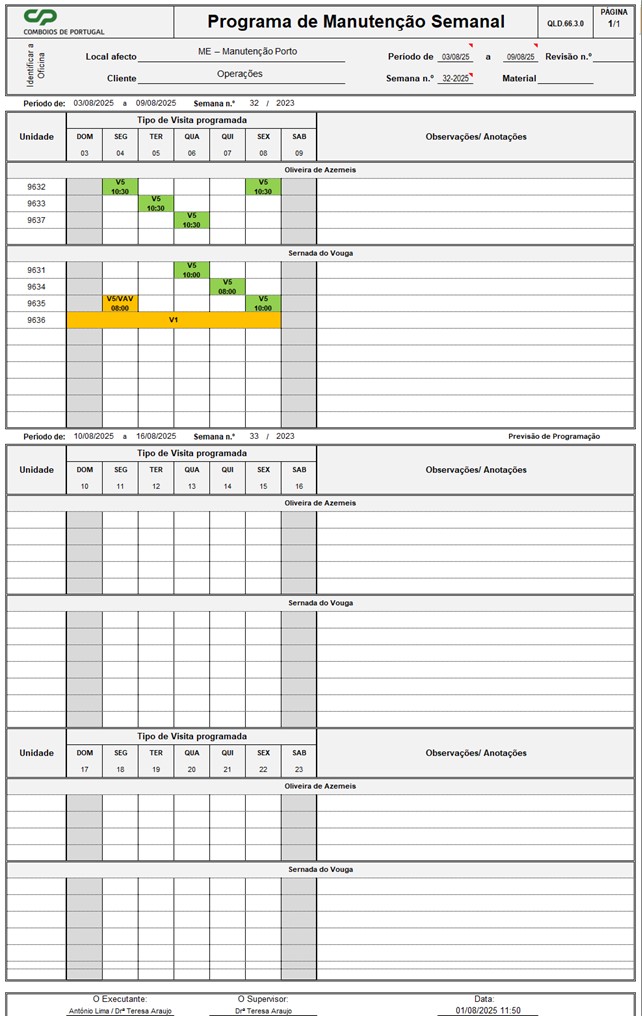 CP
COMBOIOS DE PORTUGAL
Programa de Manutenção Semanal
QLD.66.3.0
PÁGINA
1/1
Identificar a Oficina
Local afecto ME – Manutenção Porto
Periodo de 03/08/25 a 09/08/25 Revisão n.º
Cliente Operações
Semana n.º 32-2025 Material
Periodo de: 03/08/2025 a 09/08/2025 Semana n.º 32 / 2023
Unidade
Tipo de Visita programada
Observações/ Anotações
DOM SEG TER QUA QUI SEX SAB
03 04 05 06 07 08 09
Oliveira de Azemeis
9632 V5 10:30 V5 10:30
9633 V5 10:30
9637 V5 10:30
Sernada do Vouga
9631 V5 10:00
9634 V5 08:00
9635 V5/VAV 08:00 V5 10:00
9636 V1
Periodo de: 10/08/2025 a 16/08/2025 Semana n.º 33 / 2023 Previsão de Programação
Unidade
Tipo de Visita programada
Observações/ Anotações
DOM SEG TER QUA QUI SEX SAB
10 11 12 13 14 15 16
Oliveira de Azemeis
Sernada do Vouga
Unidade
Tipo de Visita programada
Observações/ Anotações
DOM SEG TER QUA QUI SEX SAB
17 18 19 20 21 22 23
Oliveira de Azemeis
Sernada do Vouga
O Executante: O Supervisor: Data:
António Lima / Drª Teresa Araujo Drª Teresa Araujo 01/08/2025 11:50